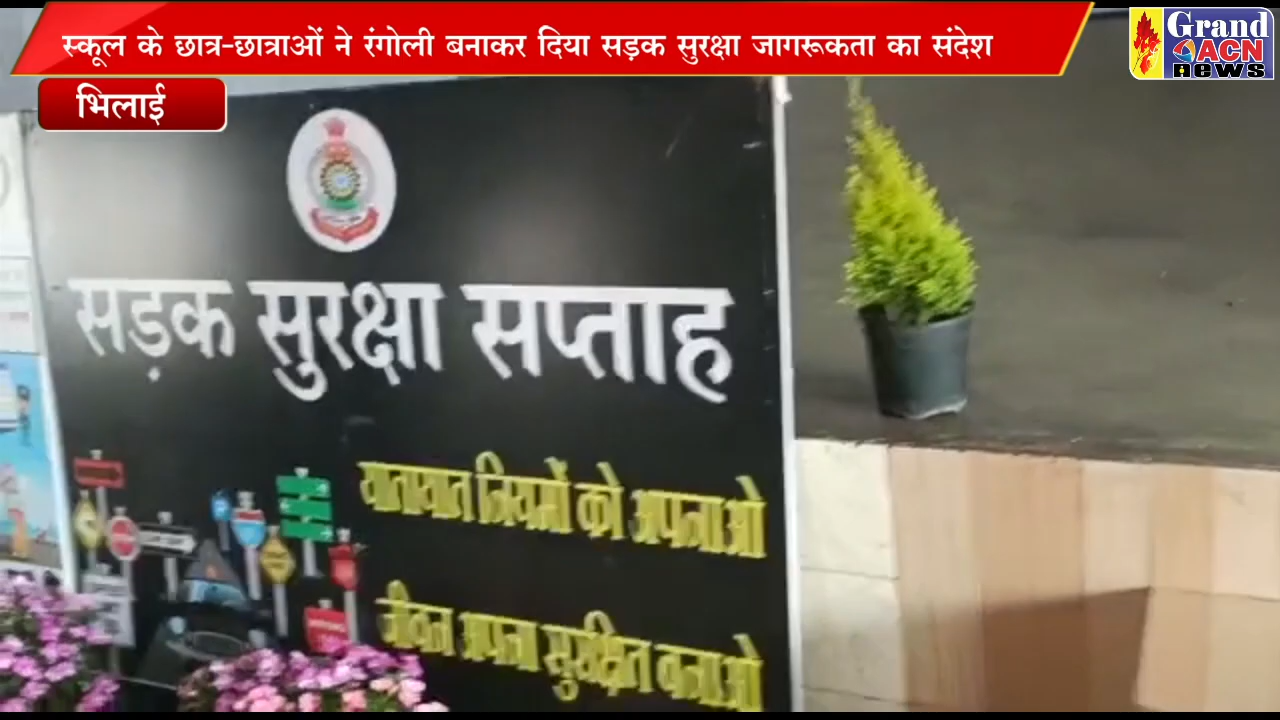 स्कूल के छात्र-छात्राओं ने रंगोली बनाकर दिया सड़क सुरक्षा जागरूकता का संदेश
Grand
ACN
news
भिलाई
सड़क सुरक्षा सप्ताह
यातायात नियमों को अपनाओ
जीवन अपना सुरक्षित बनाओ